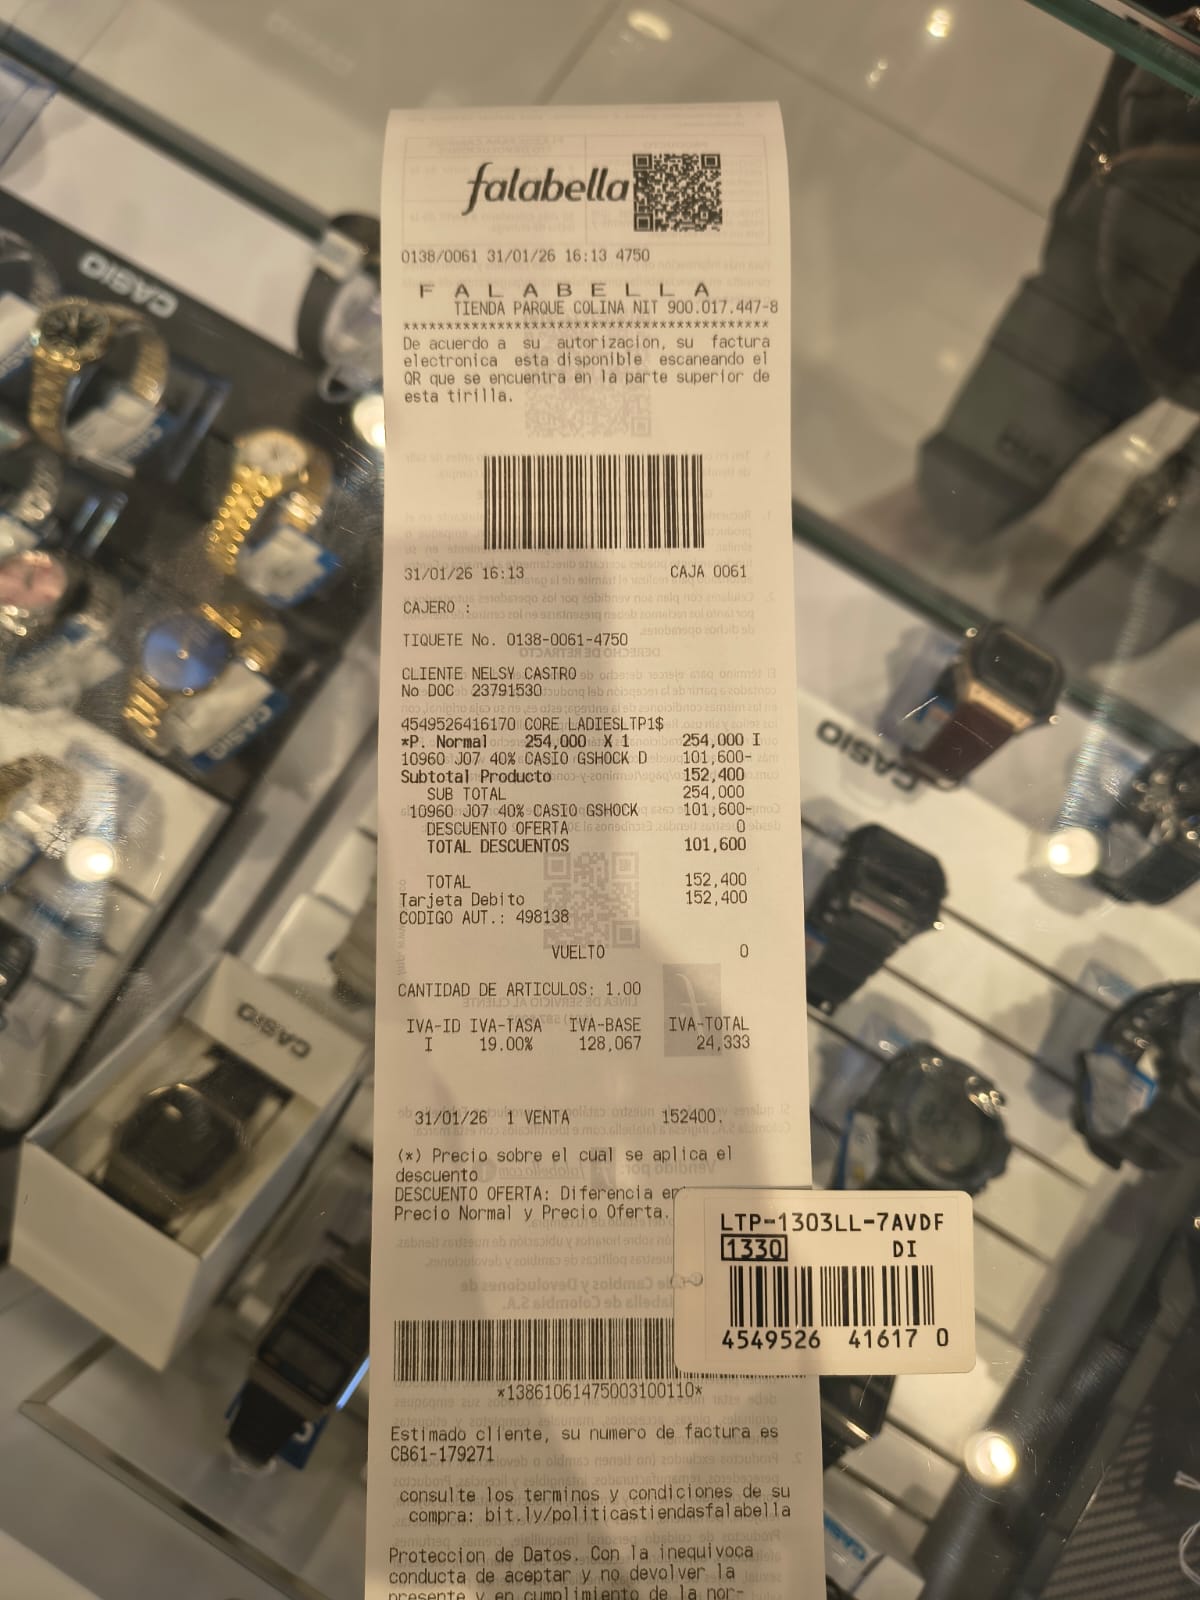 falabella
0138/0061 31/01/26 16:13 4750
F A L A B E L L A
TIENDA PARQUE COLINA NIT 900.017.447-8
******************************************
De acuerdo a su autorizacion, su factura
electronica esta disponible escaneando el
QR que se encuentra en la parte superior de
esta tirilla.
31/01/26 16:13 CAJA 0061
CAJERO :
TIQUETE No. 0138-0061-4750
CLIENTE NELSY CASTRO
No DOC 23791530
4549526416170 CORE LADIESLTP1$
*P. Normal 254,000 X 1 254,000 I
10960 J07 40% CASIO GSHOCK D 101,600-
Subtotal Producto 152,400
SUB TOTAL 254,000
10960 J07 40% CASIO GSHOCK 101,600-
DESCUENTO OFERTA 0
TOTAL DESCUENTOS 101,600
TOTAL 152,400
Tarjeta Debito 152,400
CODIGO AUT.: 498138
VUELTO 0
CANTIDAD DE ARTICULOS: 1.00
IVA-ID IVA-TASA IVA-BASE IVA-TOTAL
I 19.00% 128,067 24,333
31/01/26 1 VENTA 152400.
(*) Precio sobre el cual se aplica el
descuento
DESCUENTO OFERTA: Diferencia
Precio Normal y Precio Oferta.
LTP-1303LL-7AVDF
1330 DI
4549526 41617 0
*13861061475003100110*
Estimado cliente, su numero de factura es
CB61-179271
consulte los terminos y condiciones de su
compra: bit.ly/politicastiendasfalabella
Proteccion de Datos. Con la inequivoca
conducta de aceptar y no devolver la
presente y en cumplimiento de la nor-
CASIO
CASIO
CASIO